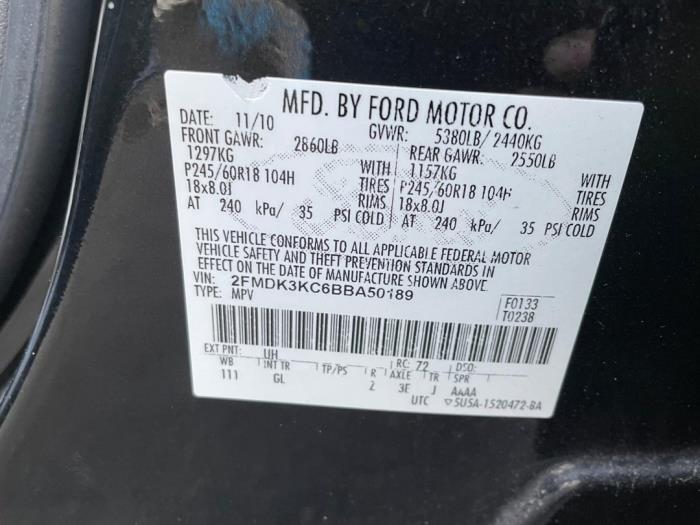 MFD. BY FORD MOTOR CO.
DATE: 11/10 GVWR: 5380LB/ 2440KG
FRONT GAWR: 2860LB REAR GAWR: 2550LB
1297KG WITH 1157KG WITH
P245/60R18 104H TIRES P245/60R18 104H TIRES
18x8.0J RIMS 18x8.0J RIMS
AT 240 kPa/ 35 PSI COLD AT 240 kPa/ 35 PSI COLD
THIS VEHICLE CONFORMS TO ALL APPLICABLE FEDERAL MOTOR
VEHICLE SAFETY AND THEFT PREVENTION STANDARDS IN
EFFECT ON THE DATE OF MANUFACTURE SHOWN ABOVE.
VIN: 2FMDK3KC6BBA50189
TYPE: MPV
F0133
T0238
EXT PNT: UH RC: 72 DSO:
WB INT TR TP/PS R AXLE TR SPR
111 GL 2 3E J AAAA
UTC ▽5U5A-1520472-BA